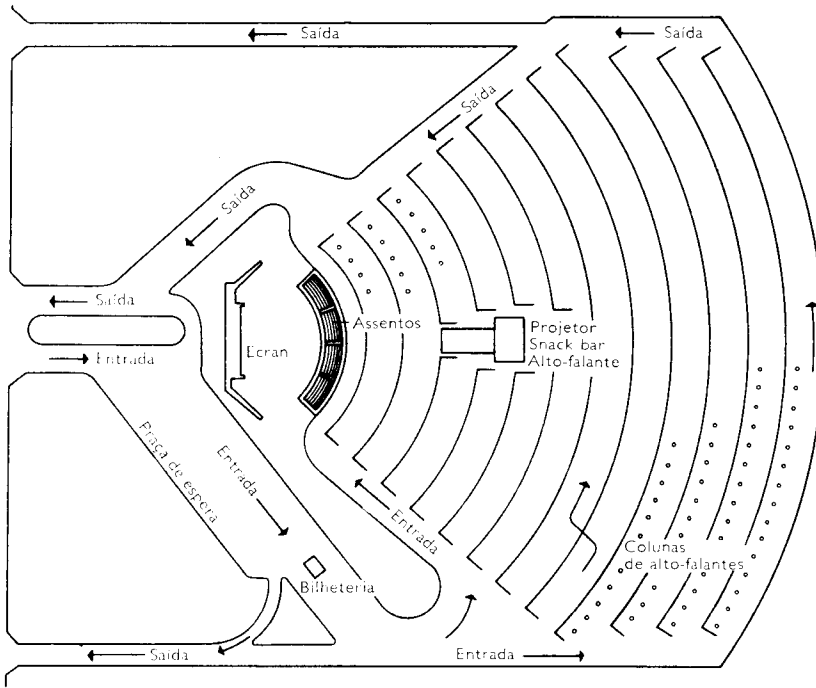 Saída
Saída
Saída
Saída
Saída
Entrada
Ecran
Assentos
Projetor
Snack bar
Alto-falante
Praça de espera
Entrada
Entrada
Bilheteria
Colunas
de alto-falantes
Saída
Entrada